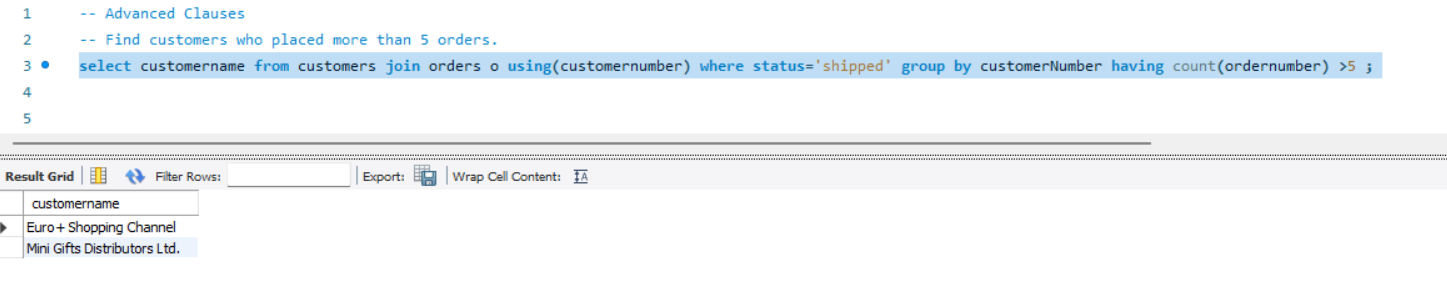 1 -- Advanced Clauses
2 -- Find customers who placed more than 5 orders.
3 select customername from customers join orders o using(customernumber) where status='shipped' group by customerNumber having count(ordernumber) >5 ;
4
5
Result Grid Filter Rows: Export: Wrap Cell Content: IA
customername
Euro+ Shopping Channel
Mini Gifts Distributors Ltd.